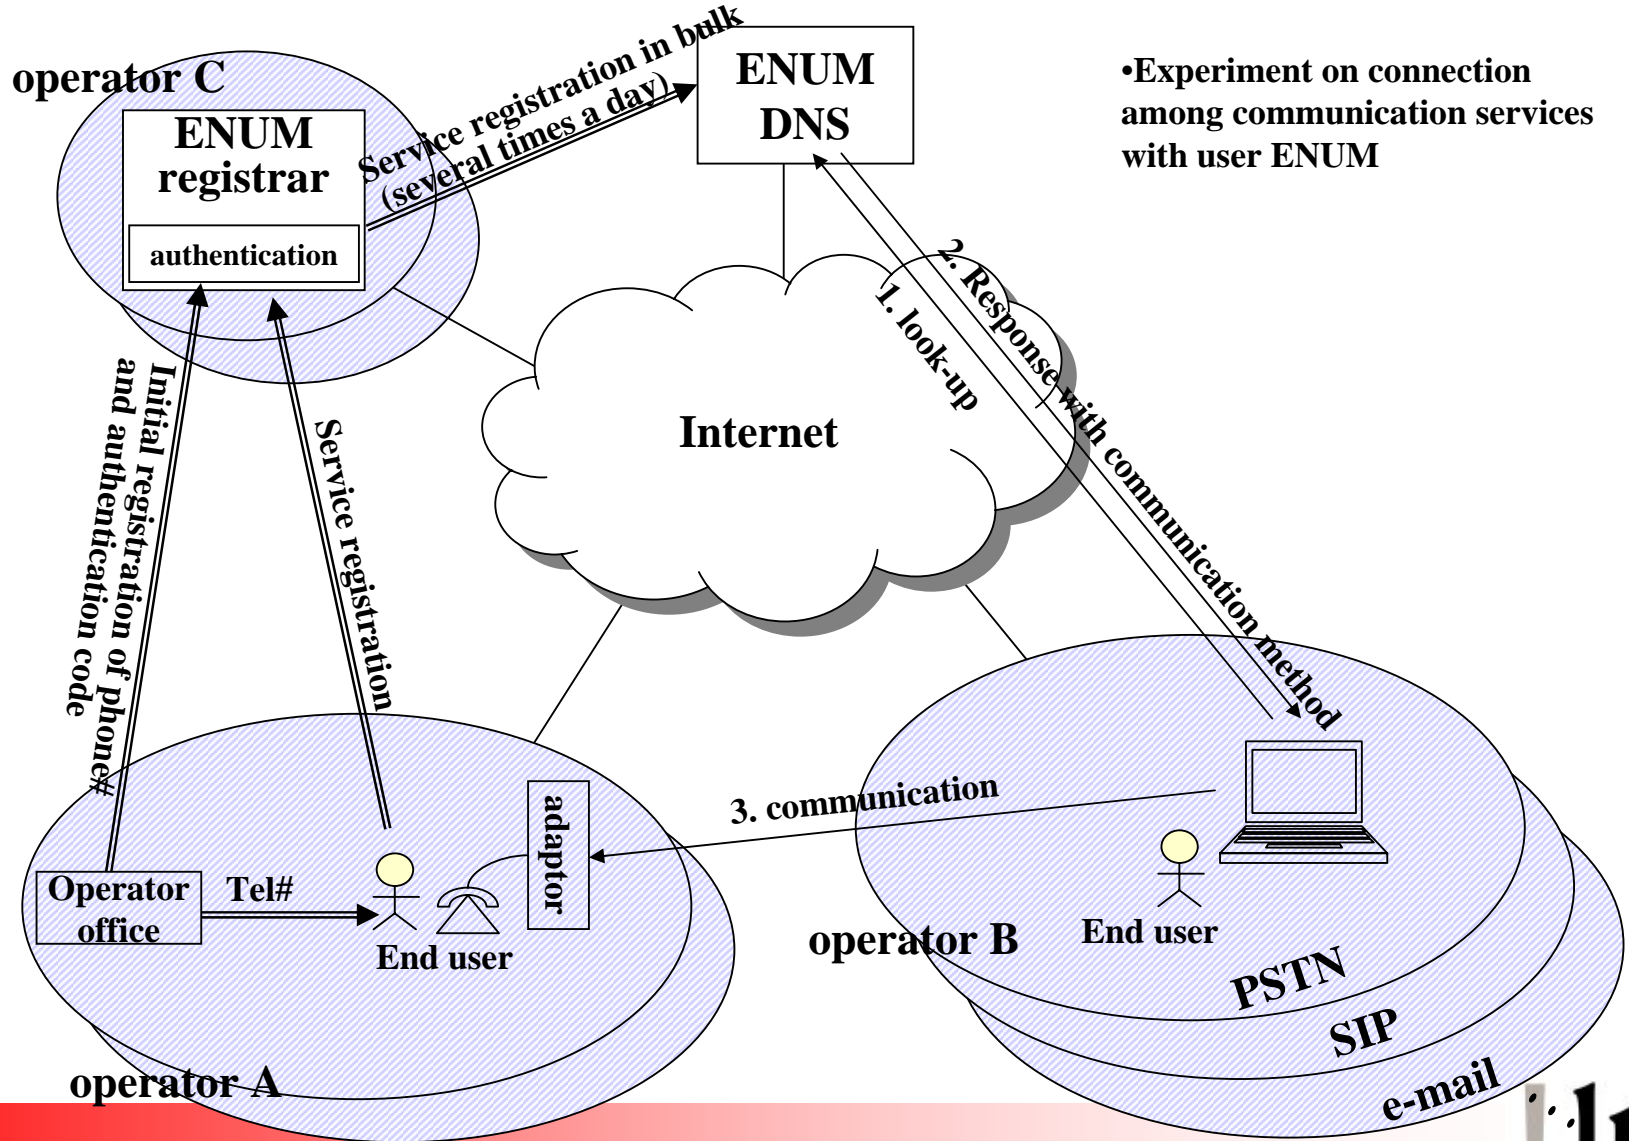 operator C
ENUM
registrar
authentication
Service registration in bulk
(several times a day)
ENUM
DNS
•Experiment on connection
among communication services
with user ENUM
2. Response with communication method
1. look-up
Internet
Initial registration of phone#
and authentication code
Service registration
adaptor
3. communication
Operator
office
Tel#
End user
operator A
operator B
End user
PSTN
SIP
e-mail